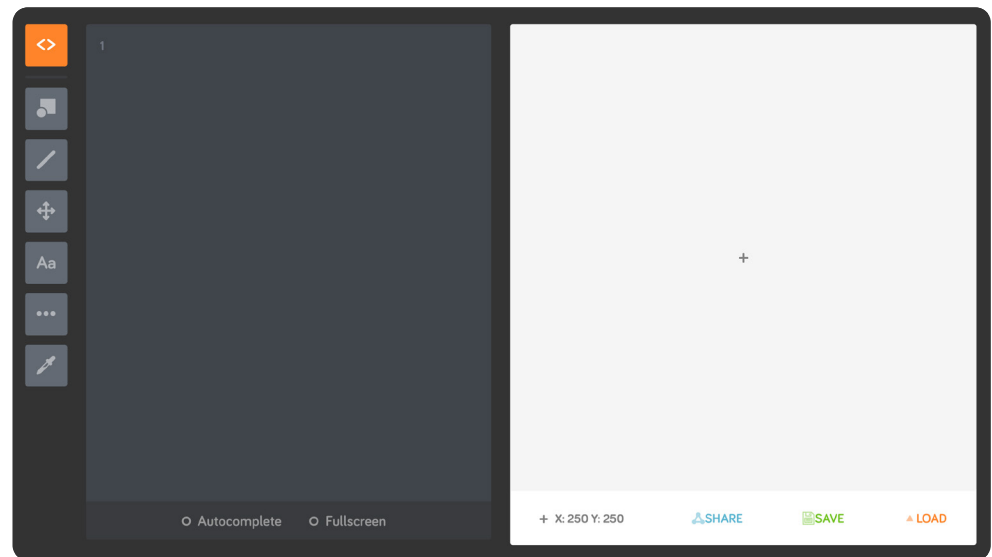 <>
1
Aa
Autocomplete Fullscreen
+ X: 250 Y: 250 SHARE SAVE LOAD